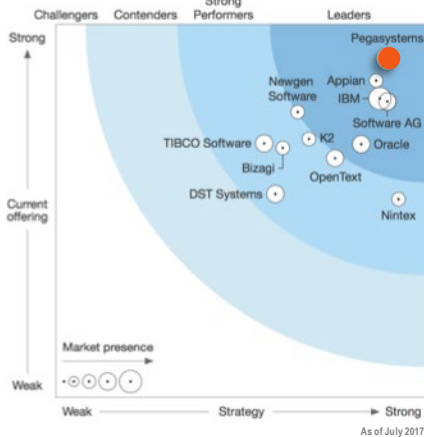 Strong
Challengers Contenders Performers Leaders
Strong
Pegasystems
Appian
Newgen
Software
IBM
Software AG
TIBCO Software
K2
Oracle
Bizagi
OpenText
DST Systems
Nintex
Current
offering
Market presence
Weak
Weak Strategy Strong
As of July 2017